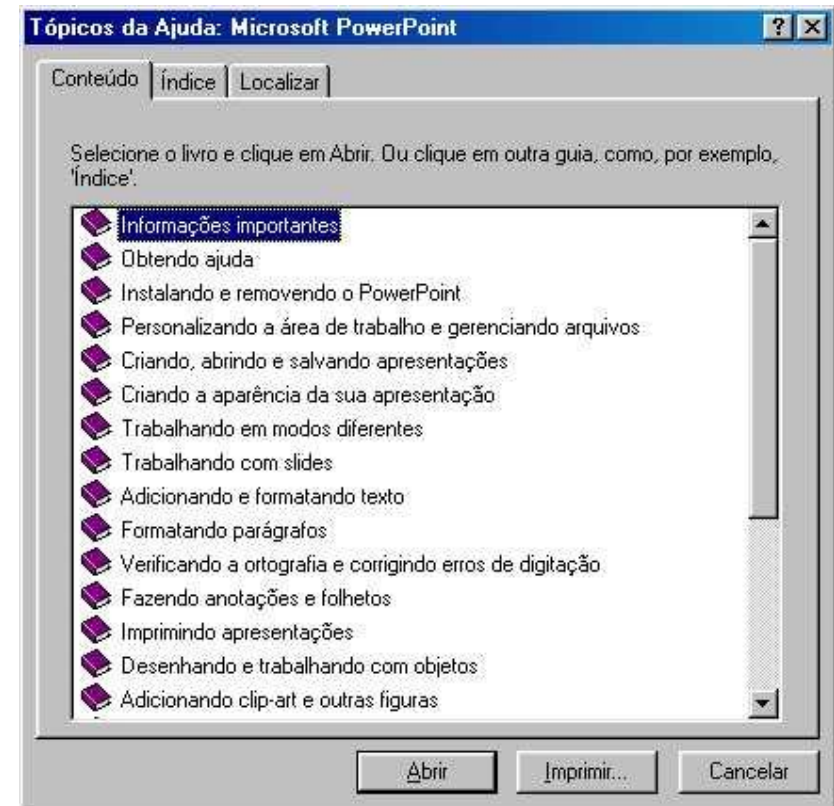 Tópicos da Ajuda: Microsoft PowerPoint
Conteúdo Índice Localizar
Selecione o livro e clique em Abrir. Ou clique em outra guia, como, por exemplo,
'Índice'.
Informações importantes
Obtendo ajuda
Instalando e removendo o PowerPoint
Personalizando a área de trabalho e gerenciando arquivos
Criando, abrindo e salvando apresentações
Criando a aparência da sua apresentação
Trabalhando em modos diferentes
Trabalhando com slides
Adicionando e formatando texto
Formatando parágrafos
Verificando a ortografia e corrigindo erros de digitação
Fazendo anotações e folhetos
Imprimindo apresentações
Desenhando e trabalhando com objetos
Adicionando clip-art e outras figuras
Abrir Imprimir... Cancelar